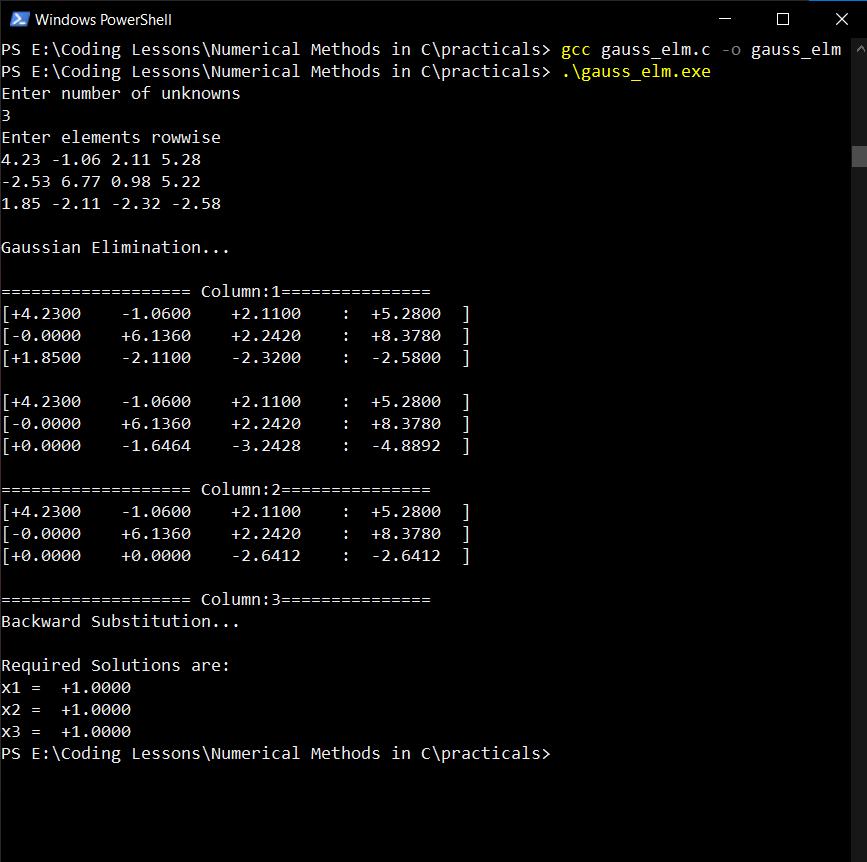 Windows PowerShell
PS E:\Coding Lessons\Numerical Methods in C\practicals> gcc gauss_elm.c -o gauss_elm
PS E:\Coding Lessons\Numerical Methods in C\practicals> .\gauss_elm.exe
Enter number of unknowns
3
Enter elements rowwise
4.23 -1.06 2.11 5.28
-2.53 6.77 0.98 5.22
1.85 -2.11 -2.32 -2.58

Gaussian Elimination...

=================== Column:1===============
[+4.2300    -1.0600    +2.1100    :  +5.2800  ]
[-0.0000    +6.1360    +2.2420    :  +8.3780  ]
[+1.8500    -2.1100    -2.3200    :  -2.5800  ]

[+4.2300    -1.0600    +2.1100    :  +5.2800  ]
[-0.0000    +6.1360    +2.2420    :  +8.3780  ]
[+0.0000    -1.6464    -3.2428    :  -4.8892  ]

=================== Column:2===============
[+4.2300    -1.0600    +2.1100    :  +5.2800  ]
[-0.0000    +6.1360    +2.2420    :  +8.3780  ]
[+0.0000    +0.0000    -2.6412    :  -2.6412  ]

=================== Column:3===============
Backward Substitution...

Required Solutions are:
x1 =  +1.0000
x2 =  +1.0000
x3 =  +1.0000
PS E:\Coding Lessons\Numerical Methods in C\practicals>